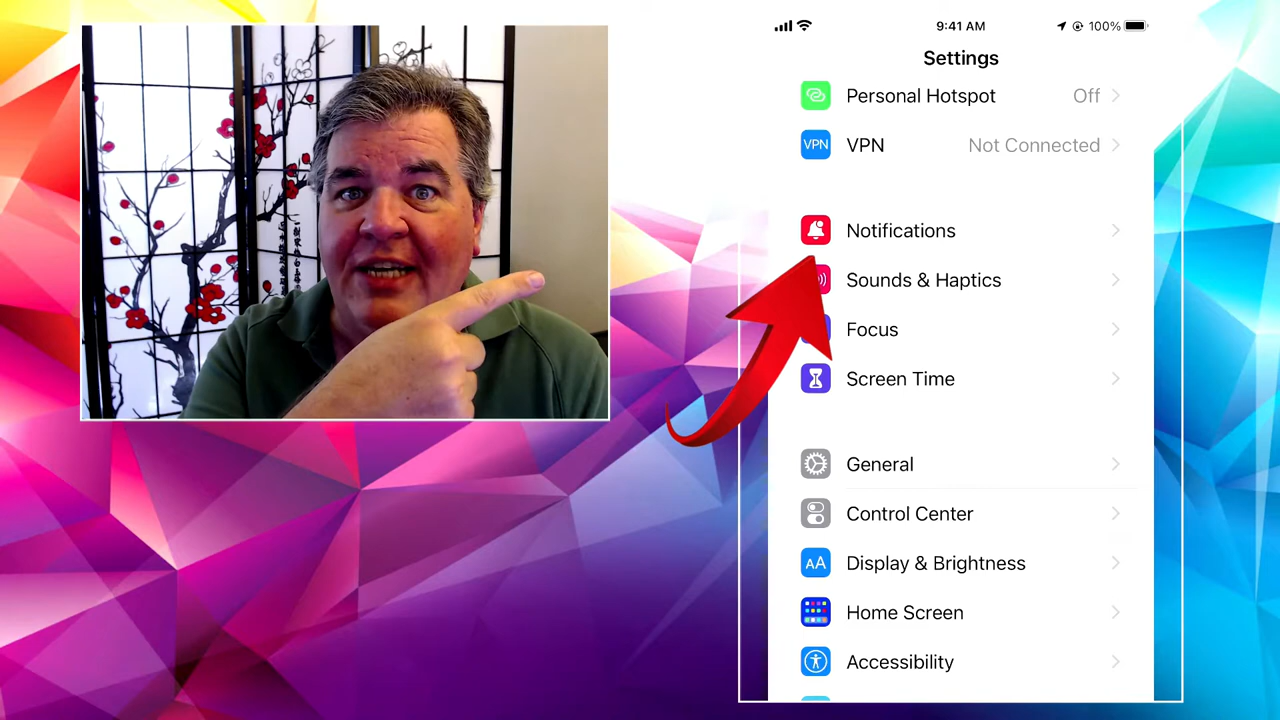 9:41 AM
100%
Settings
Personal Hotspot Off
VPN VPN Not Connected
Notifications
Sounds & Haptics
Focus
Screen Time
General
Control Center
AA Display & Brightness
Home Screen
Accessibility